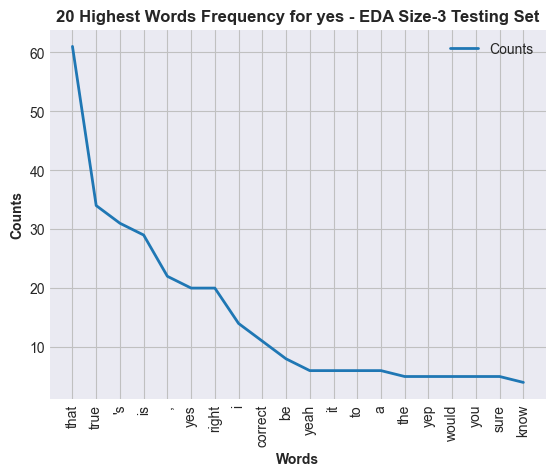 20 Highest Words Frequency for yes - EDA Size-3 Testing Set
Counts
60
50
40
30
20
10
Counts
that
true
's
is
,
yes
right
i
correct
be
yeah
it
to
a
the
yep
would
you
sure
know
Words